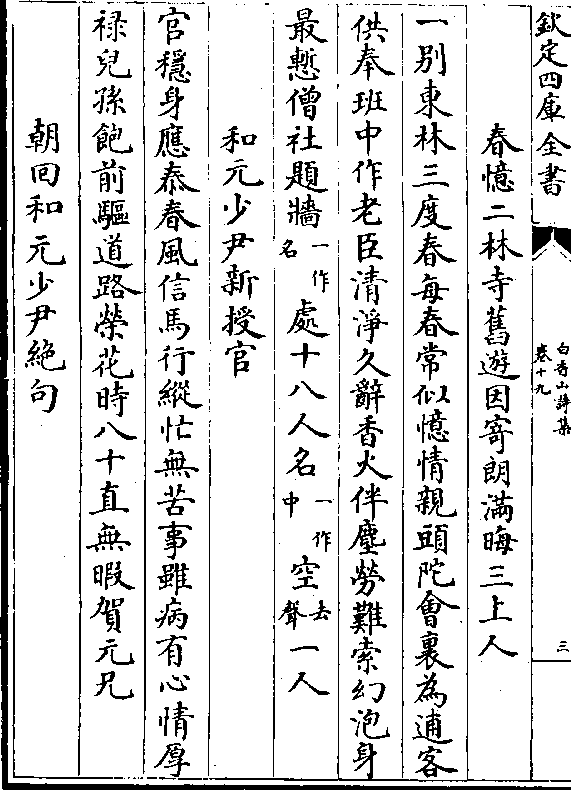 欽定四庫全書
白香山詩集
卷十九
三
春憶二林寺舊遊因寄朗滿晦三上人
一別東林三度春每春常似憶情親頭陀會裏為逋客
供奉班中作老臣清淨久辭香火伴塵勞難索幻泡身
最慙僧社題牆一作名處十八人名一作中空去聲一人
和元少尹新授官
官穩身應泰春風信馬行縱忙無苦事雖病有心情厚
禄兒孫飽前驅道路榮花時八十直無暇賀元兄
朝回和元少尹絶句